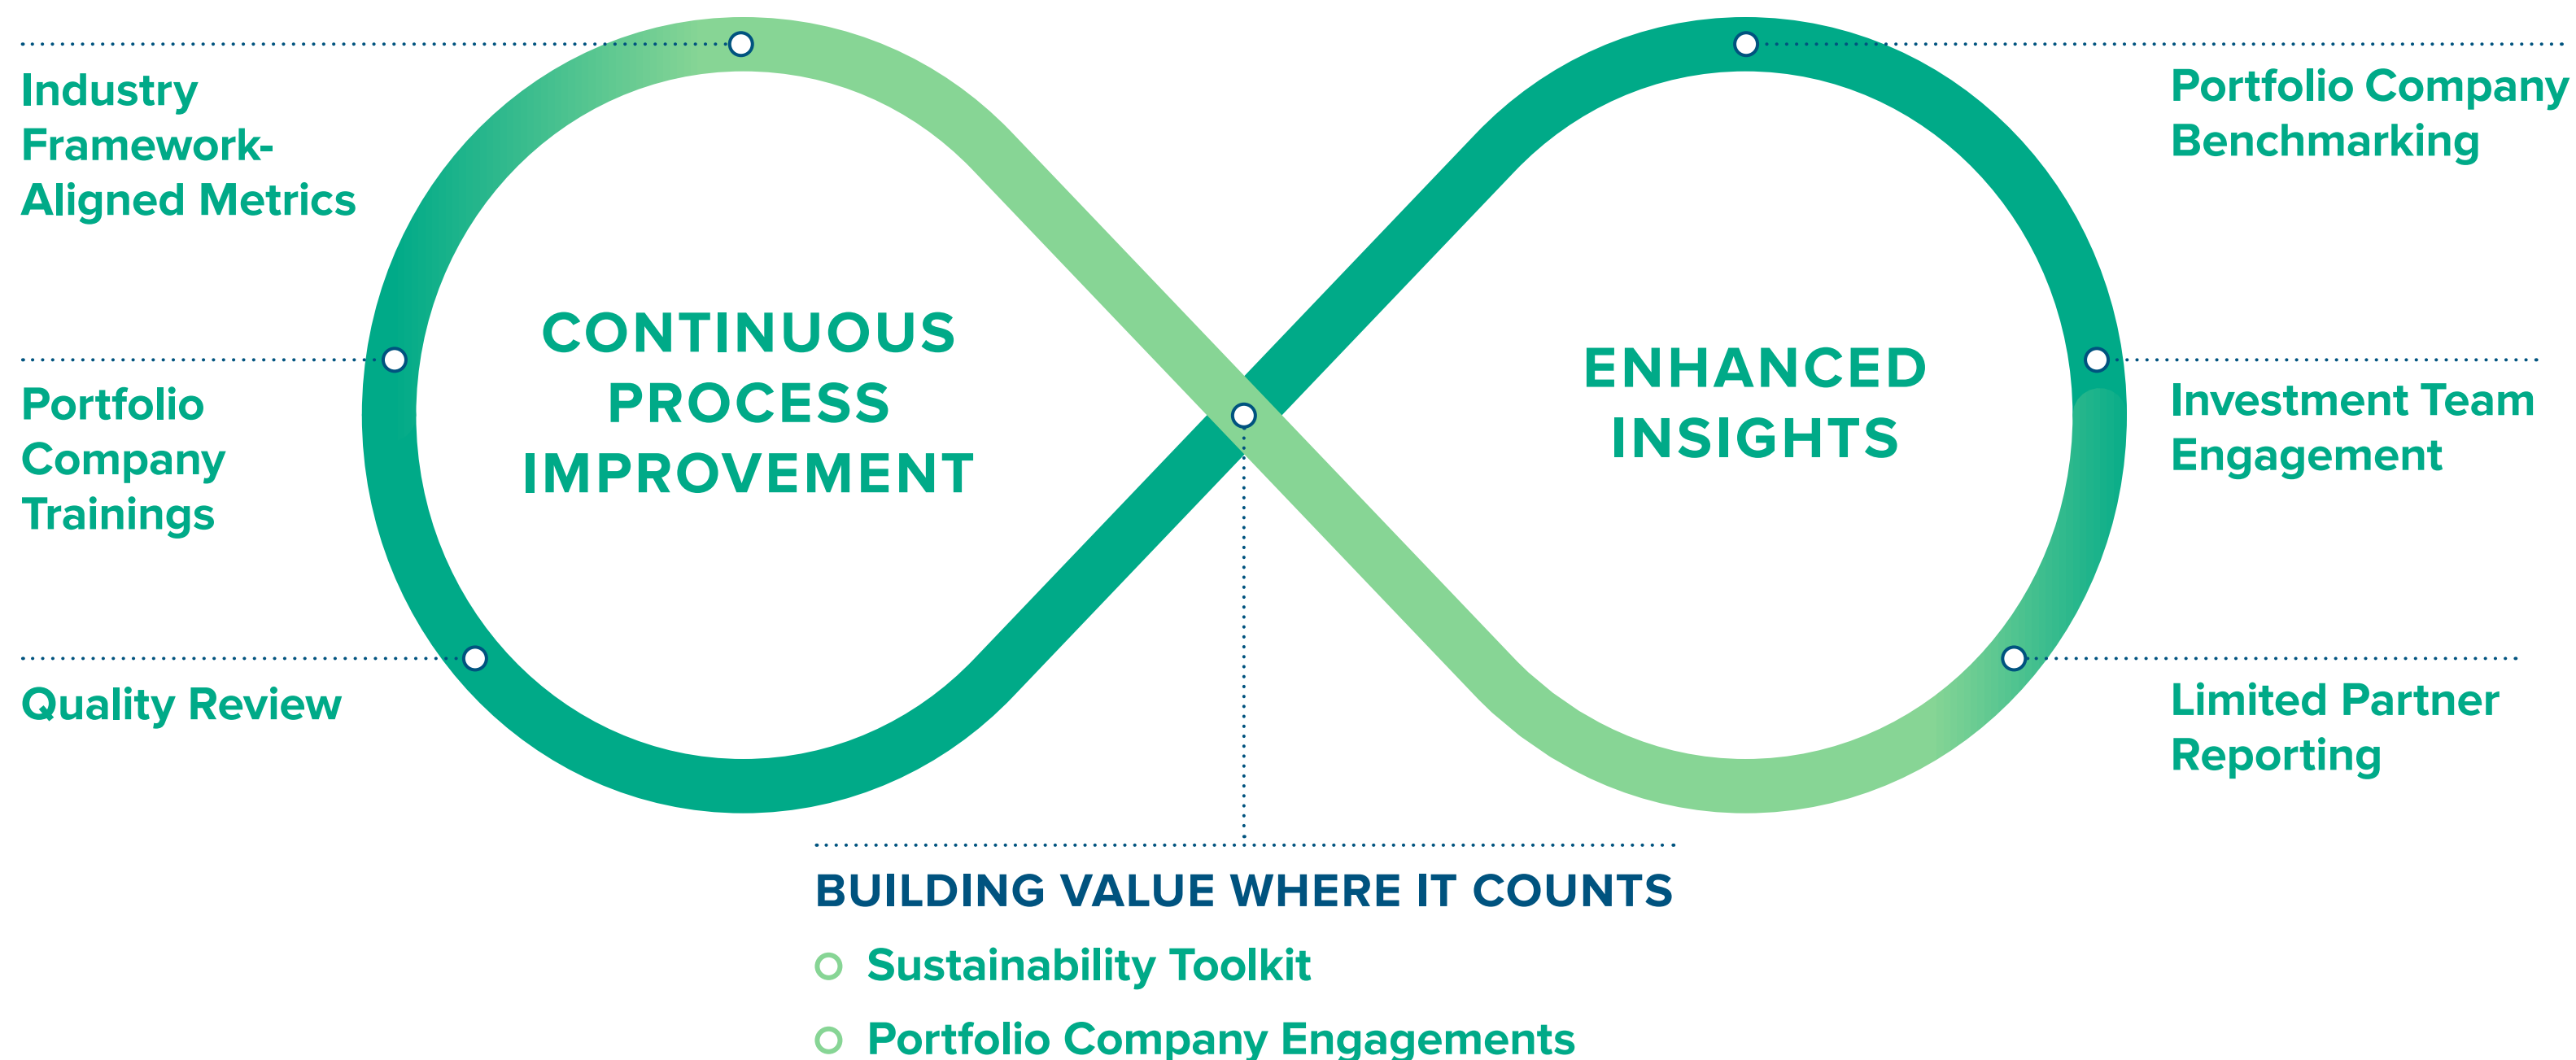 Industry
Framework-
Aligned Metrics
Portfolio
Company
Trainings
Quality Review
CONTINUOUS
PROCESS
IMPROVEMENT
ENHANCED
INSIGHTS
Portfolio Company
Benchmarking
Investment Team
Engagement
Limited Partner
Reporting
BUILDING VALUE WHERE IT COUNTS
Sustainability Toolkit
Portfolio Company Engagements